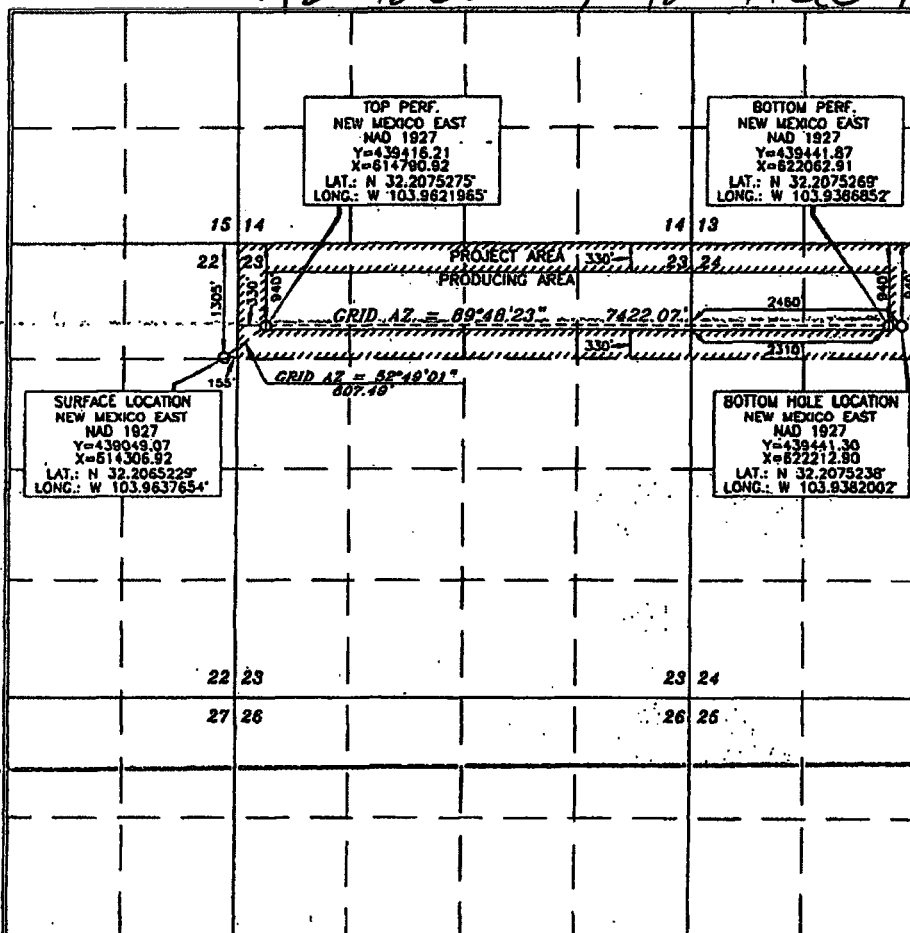 TOP PERF.
NEW MEXICO EAST
NAD 1927
Y=439416.21
X=614790.92
LAT.: N 32.2075275°
LONG.: W 103.9621965°
BOTTOM PERF.
NEW MEXICO EAST
NAD 1927
Y=439441.87
X=622062.91
LAT.: N 32.2075269°
LONG.: W 103.9386852°
15 14
14 13
22 23
PROJECT AREA
330'
23 24
PRODUCING AREA
1305'
330'
940'
2460'
940'
940'
GRID AZ. = 89°48'23"
7422.07'
330'
2310'
155'
GRID AZ = 52°49'01"
607.49'
SURFACE LOCATION
NEW MEXICO EAST
NAD 1927
Y=439049.07
X=614306.92
LAT.: N 32.2065229°
LONG.: W 103.9637654°
BOTTOM HOLE LOCATION
NEW MEXICO EAST
NAD 1927
Y=439441.30
X=622212.90
LAT.: N 32.2075238°
LONG.: W 103.9382002°
22 23
23 24
27 26
26 25